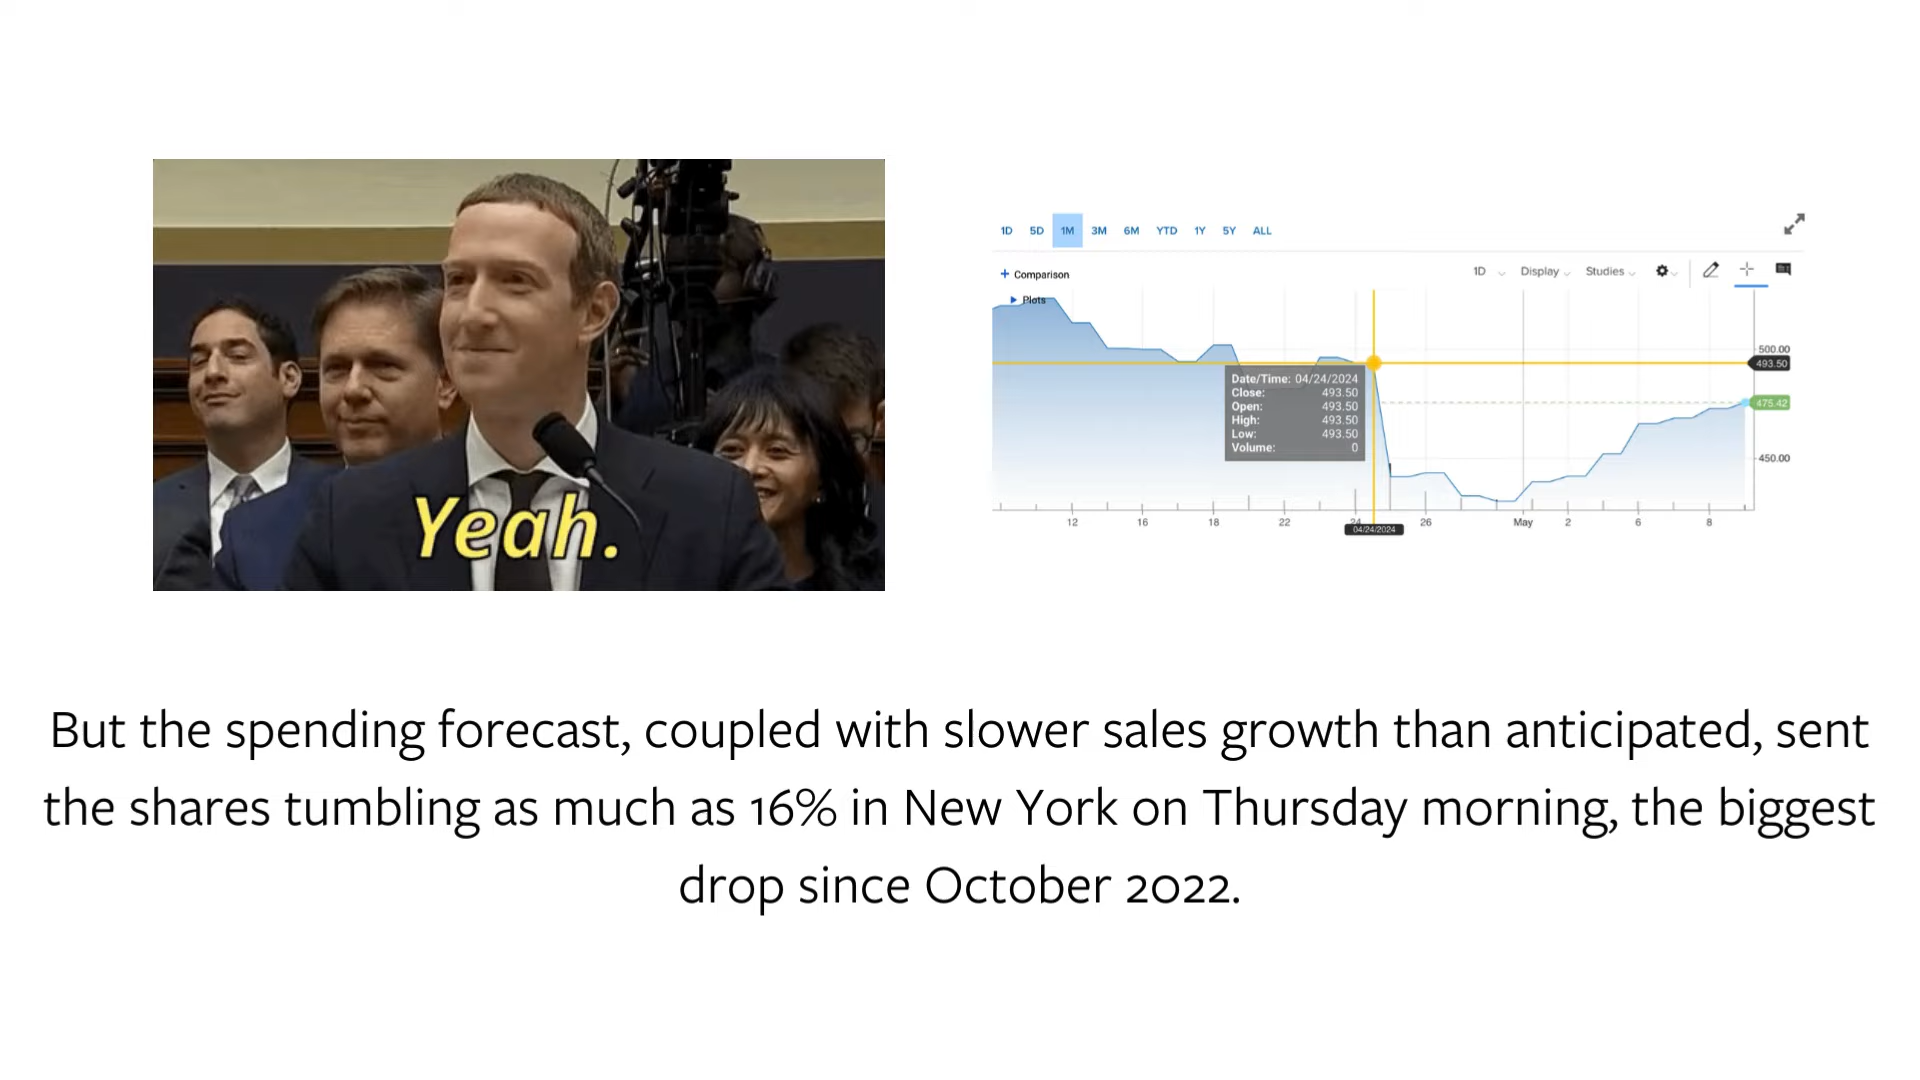 Yeah.
1D 5D 1M 3M 6M YTD 1Y 5Y ALL
+ Comparison
1D Display Studies
Plots
500.00
493.50
475.42
450.00
Date/Time: 04/24/2024
Close: 493.50
Open: 493.50
High: 493.50
Low: 493.50
Volume: 0
12 16 18 22 24 26 May 2 6 8
04/24/2024
But the spending forecast, coupled with slower sales growth than anticipated, sent
the shares tumbling as much as 16% in New York on Thursday morning, the biggest
drop since October 2022.